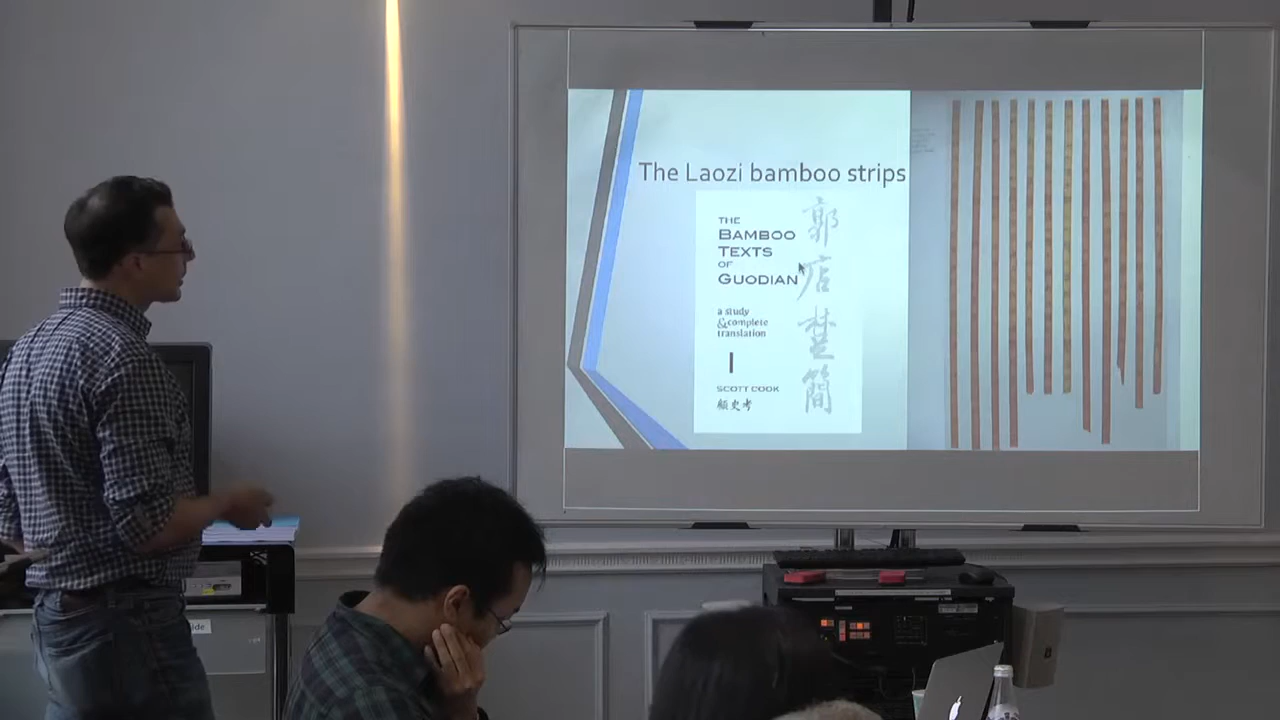 The Laozi bamboo strips
THE
BAMBOO
TEXTS
OF
GUODIAN
郭店楚簡
a study
&complete
translation
I
SCOTT COOK
顧史考
ide